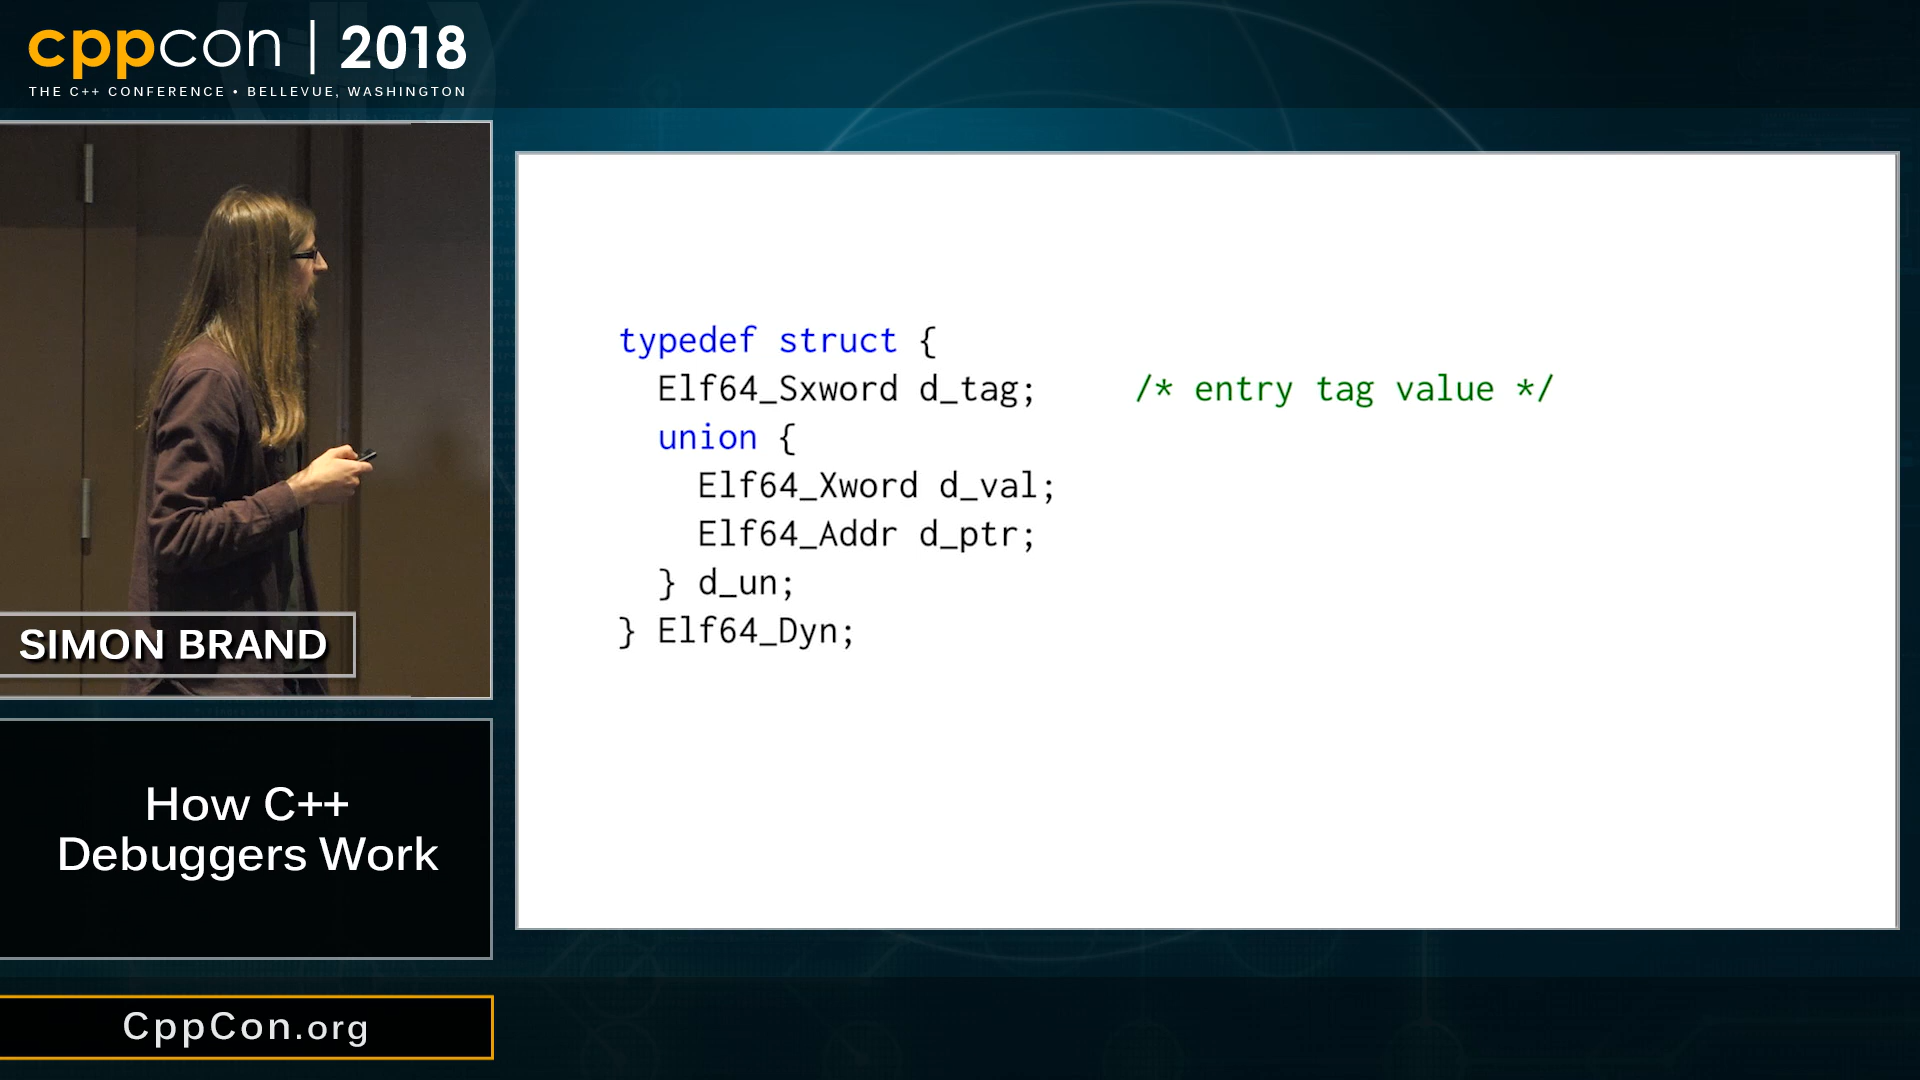 cppcon | 2018
THE C++ CONFERENCE • BELLEVUE, WASHINGTON
SIMON BRAND
How C++
Debuggers Work
CppCon.org
typedef struct {
  Elf64_Sxword d_tag;     /* entry tag value */
  union {
    Elf64_Xword d_val;
    Elf64_Addr d_ptr;
  } d_un;
} Elf64_Dyn;